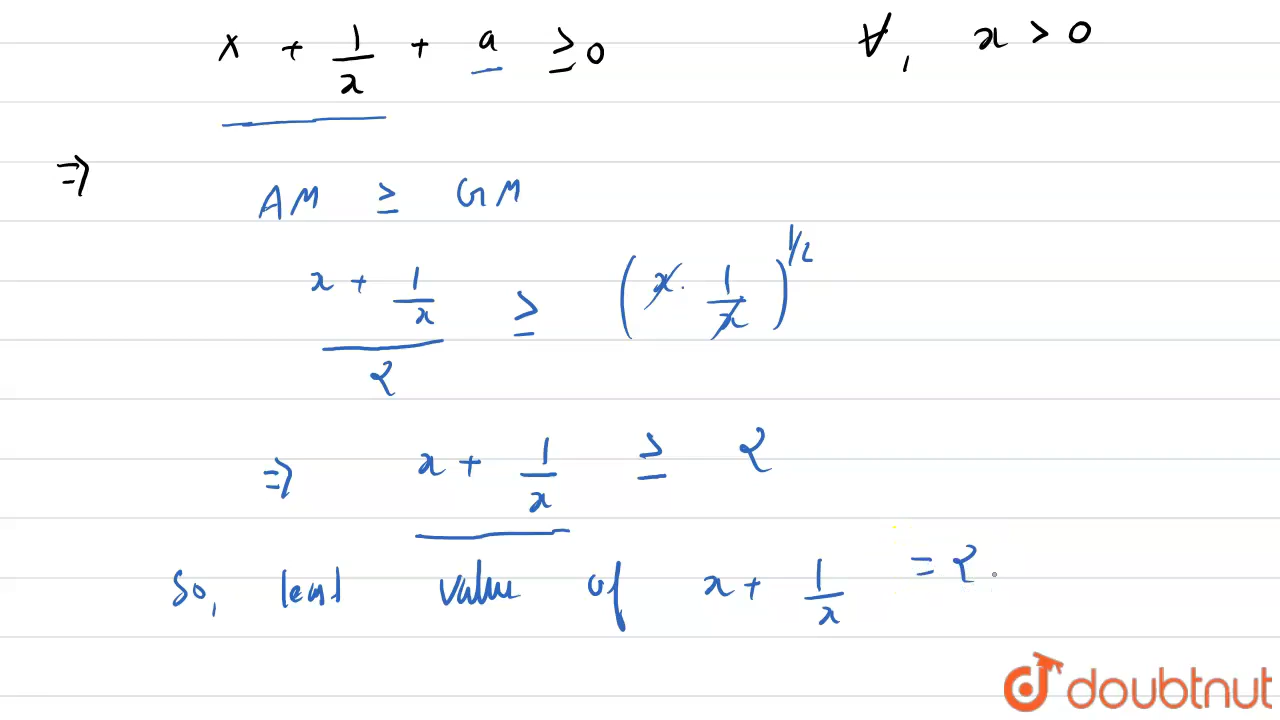 x + 1/x + a ≥ 0 ∀, x > 0
⇒
AM ≥ GM
(x + 1/x)/2 ≥ (x · 1/x)^1/2
⇒ x + 1/x ≥ 2
So, least value of x + 1/x = 2.
doubtnut